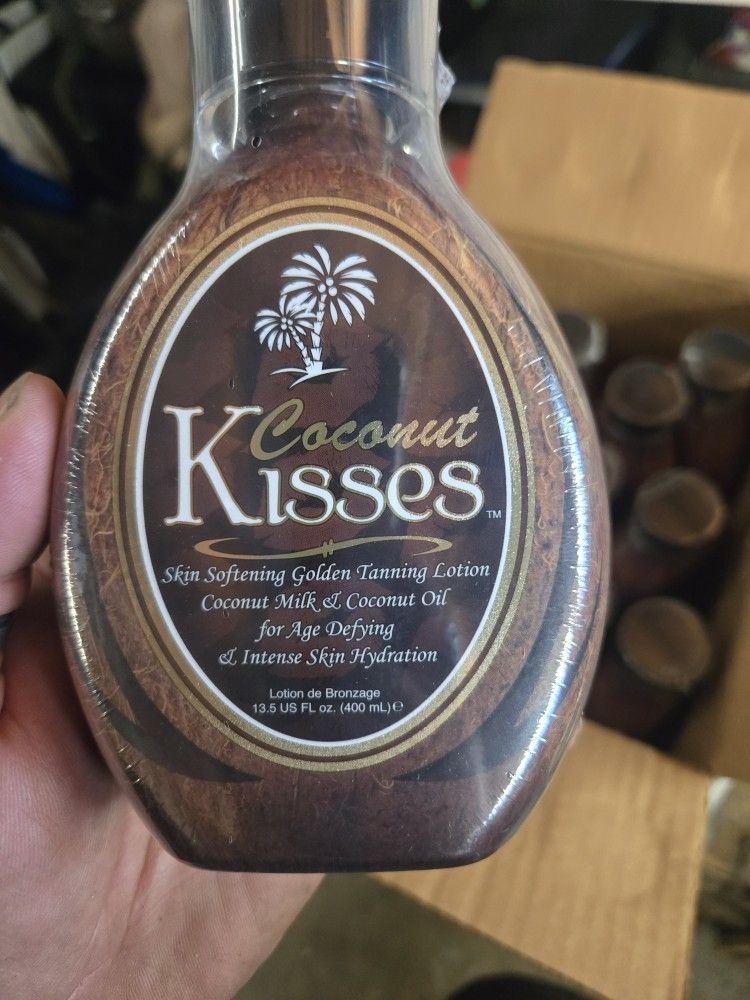 Coconut
Kisses™
Skin Softening Golden Tanning Lotion
Coconut Milk & Coconut Oil
for Age Defying
& Intense Skin Hydration
Lotion de Bronzage
13.5 US FL oz. (400 mL)℮